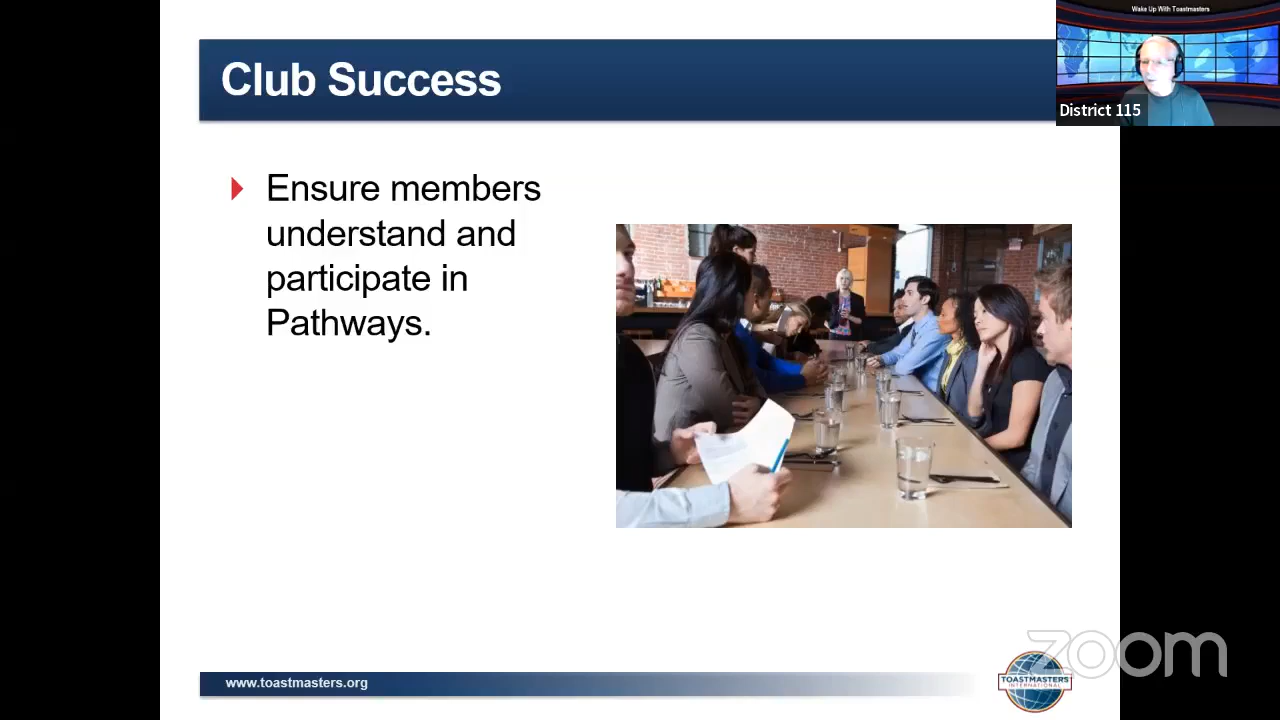 Wake Up With Toastmasters
District 115
Club Success
Ensure members
understand and
participate in
Pathways.
www.toastmasters.org
TOASTMASTERS
INTERNATIONAL
zoom